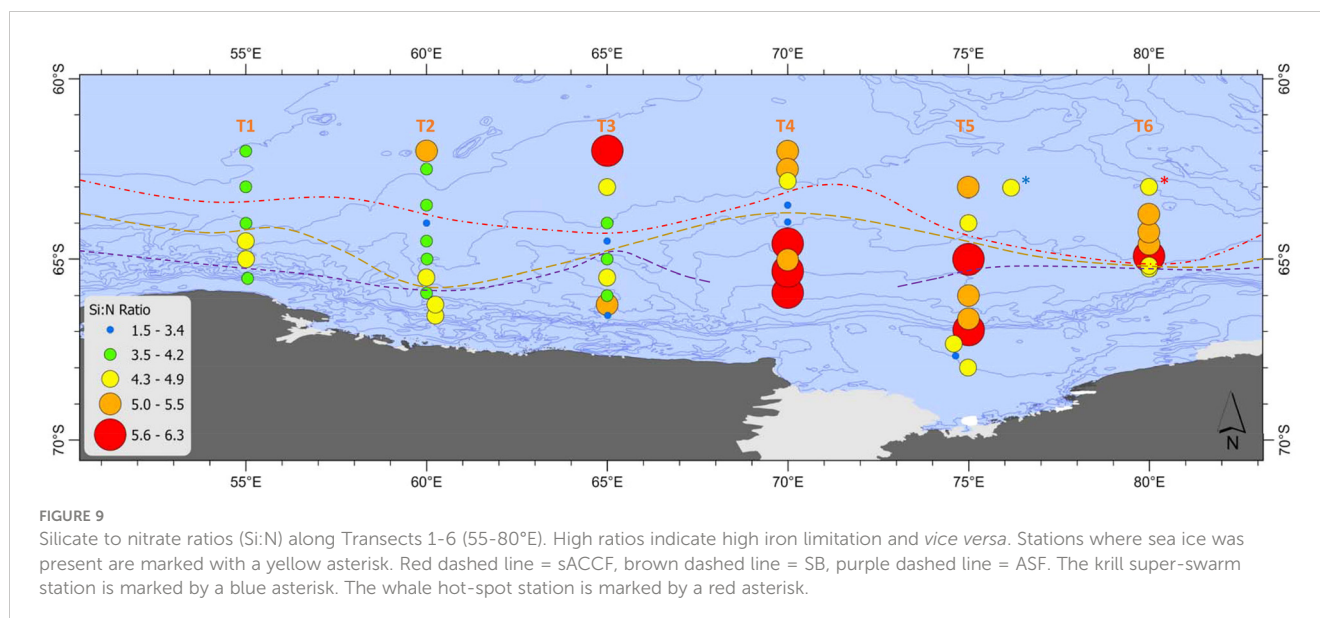 55°E 60°E 65°E 70°E 75°E 80°E
60°S 60°S
T1 T2 T3 T4 T5 T6
* *
65°S 65°S
Si:N Ratio
1.5 - 3.4
3.5 - 4.2
4.3 - 4.9
5.0 - 5.5
5.6 - 6.3
70°S 70°S
N
55°E 60°E 65°E 70°E 75°E 80°E
FIGURE 9
Silicate to nitrate ratios (Si:N) along Transects 1-6 (55-80°E). High ratios indicate high iron limitation and vice versa. Stations where sea ice was
present are marked with a yellow asterisk. Red dashed line = sACCF, brown dashed line = SB, purple dashed line = ASF. The krill super-swarm
station is marked by a blue asterisk. The whale hot-spot station is marked by a red asterisk.